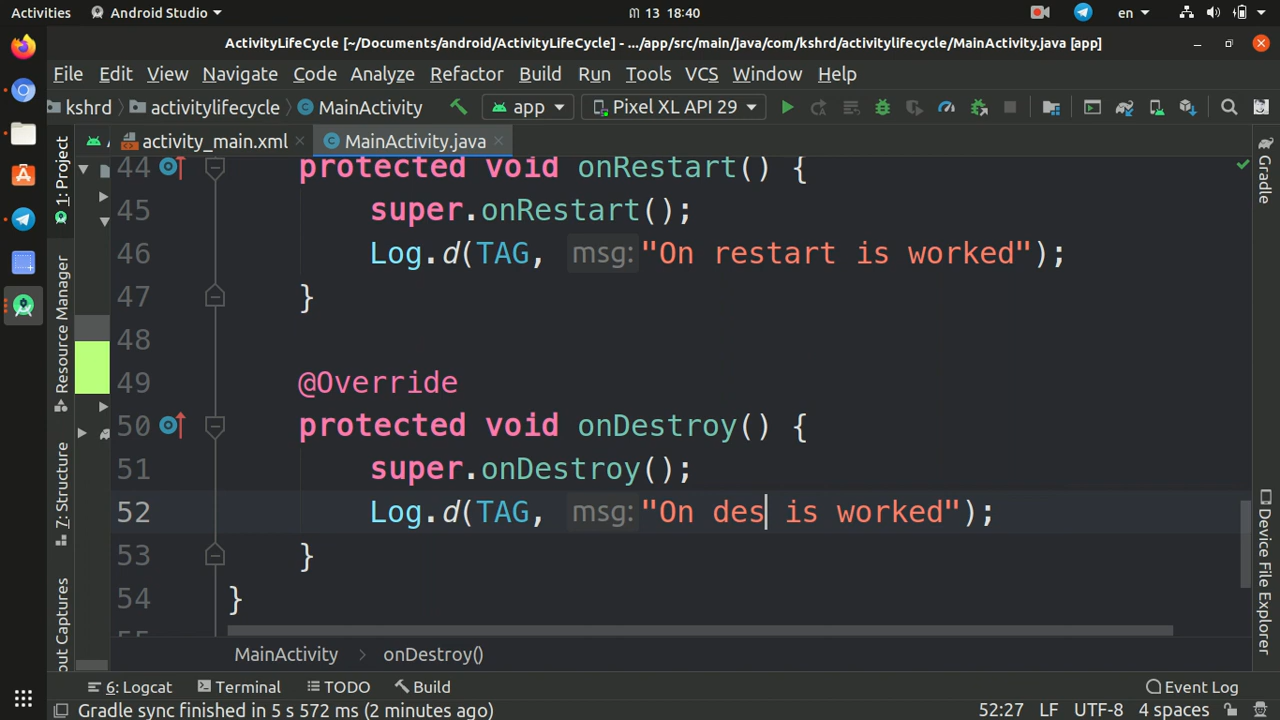 Activities Android Studio ត 13 18:40 en
ActivityLifeCycle [~/Documents/android/ActivityLifeCycle] - .../app/src/main/java/com/kshrd/activitylifecycle/MainActivity.java [app]
File Edit View Navigate Code Analyze Refactor Build Run Tools VCS Window Help
kshrd activitylifecycle MainActivity app Pixel XL API 29
activity_main.xml MainActivity.java
1: Project
Resource Manager
7: Structure
out Captures
44 protected void onRestart() {
45 super.onRestart();
46 Log.d(TAG, msg: "On restart is worked");
47 }
48
49 @Override
50 protected void onDestroy() {
51 super.onDestroy();
52 Log.d(TAG, msg: "On des is worked");
53 }
54 }
Gradle
Device File Explorer
MainActivity > onDestroy()
6: Logcat Terminal TODO Build Event Log
Gradle sync finished in 5 s 572 ms (2 minutes ago) 52:27 LF UTF-8 4 spaces